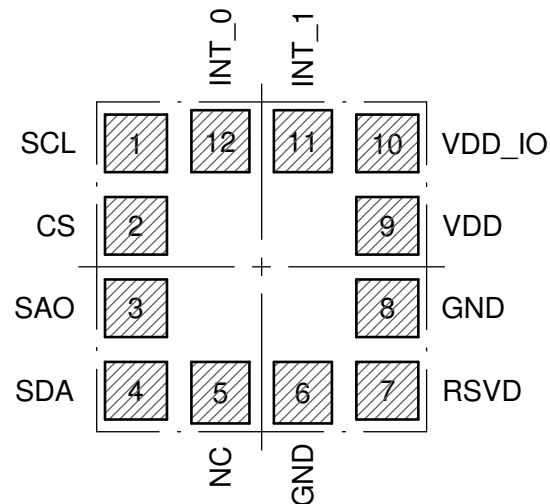 INT_0 INT_1
SCL 1 12 11 10 VDD_IO
CS 2 9 VDD
SAO 3 8 GND
SDA 4 5 6 7 RSVD
NC GND